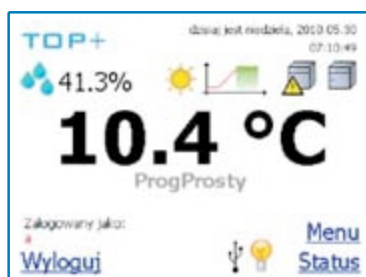 TOP+
dzisiaj jest niedziela, 2010.05.30
07:10:49
41.3%
10.4 °C
ProgProsty
Zalogowany jako:
a
Wyloguj
Menu
Status